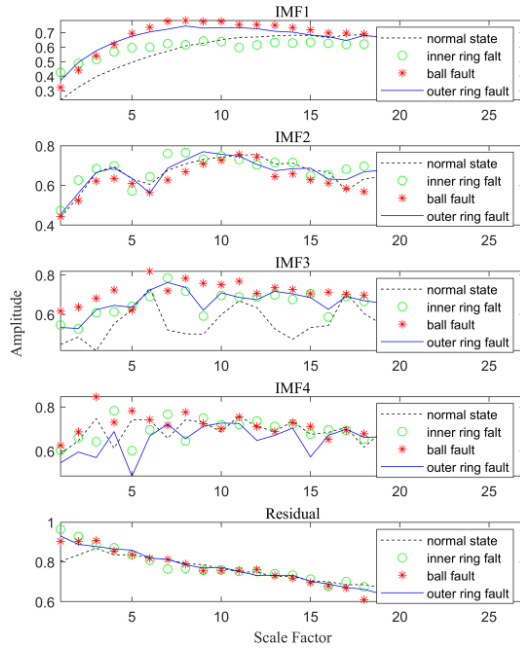 IMF1
0.7
0.6
0.5
0.4
0.3
normal state
inner ring falt
ball fault
outer ring fault
5 10 15 20 25
IMF2
0.8
0.6
0.4
normal state
inner ring falt
ball fault
outer ring fault
outer ring fault
5 10 15 20 25
IMF3
0.8
0.6
normal state
inner ring falt
ball fault
outer ring fault
5 10 15 20 25
Amplitude
IMF4
0.8
0.6
normal state
inner ring falt
ball fault
outer ring fault
5 10 15 20 25
Residual
1
0.8
0.6
normal state
inner ring falt
ball fault
outer ring fault
5 10 15 20 25
Scale Factor